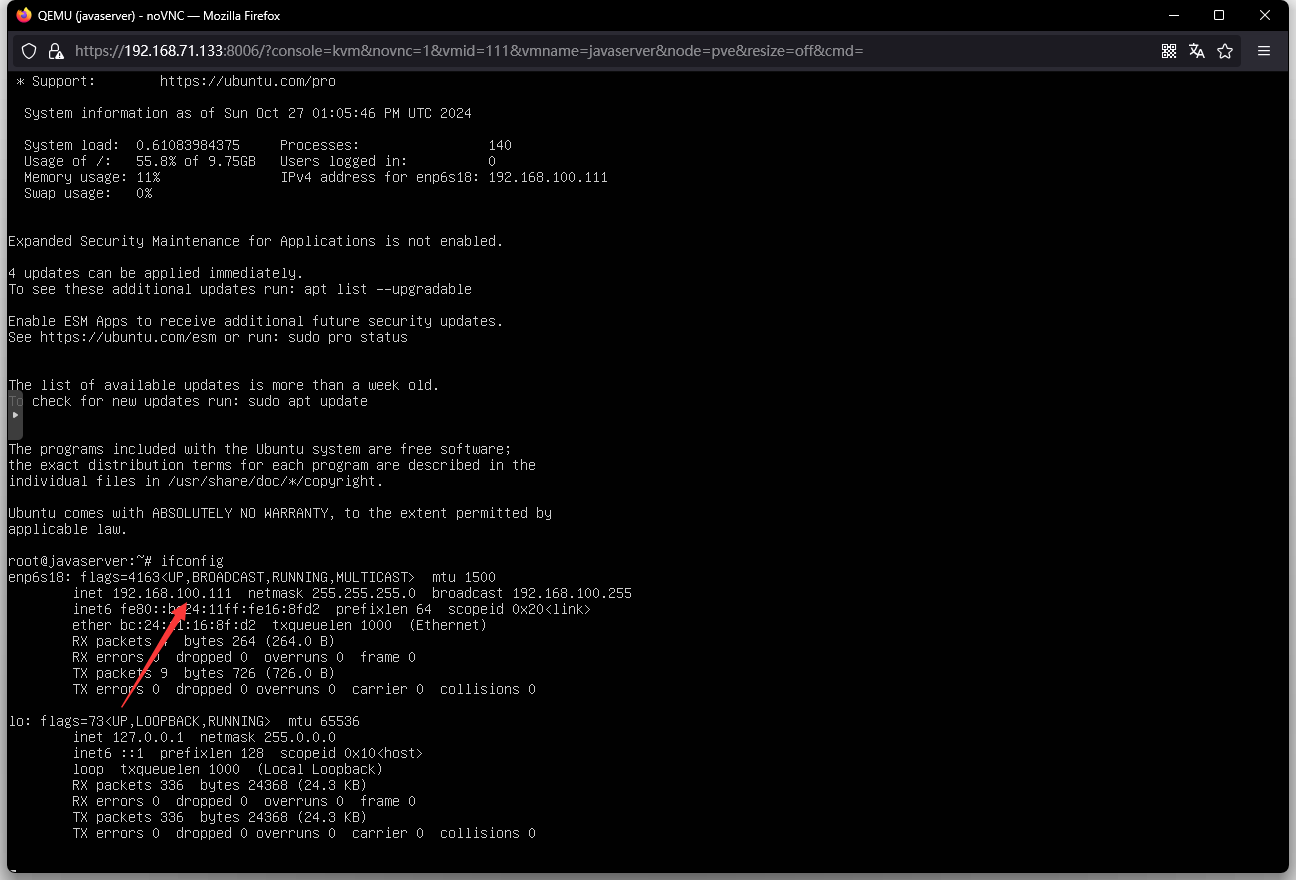 QEMU (javaserver) - noVNC — Mozilla Firefox
https://192.168.71.133:8006/?console=kvm&novnc=1&vmid=111&vmname=javaserver&node=pve&resize=off&cmd=
* Support:        https://ubuntu.com/pro
System information as of Sun Oct 27 01:05:46 PM UTC 2024
System load:  0.61083984375     Processes:                140
Usage of /:   55.8% of 9.75GB   Users logged in:          0
Memory usage: 11%               IPv4 address for enp6s18: 192.168.100.111
Swap usage:   0%
Expanded Security Maintenance for Applications is not enabled.
4 updates can be applied immediately.
To see these additional updates run: apt list --upgradable
Enable ESM Apps to receive additional future security updates.
See https://ubuntu.com/esm or run: sudo pro status
The list of available updates is more than a week old.
To check for new updates run: sudo apt update
The programs included with the Ubuntu system are free software;
the exact distribution terms for each program are described in the
individual files in /usr/share/doc/*/copyright.
Ubuntu comes with ABSOLUTELY NO WARRANTY, to the extent permitted by
applicable law.
root@javaserver:~# ifconfig
enp6s18: flags=4163<UP,BROADCAST,RUNNING,MULTICAST>  mtu 1500
inet 192.168.100.111  netmask 255.255.255.0  broadcast 192.168.100.255
inet6 fe80::be24:11ff:fe16:8fd2  prefixlen 64  scopeid 0x20<link>
ether bc:24:11:16:8f:d2  txqueuelen 1000  (Ethernet)
RX packets 4  bytes 264 (264.0 B)
RX errors 0  dropped 0  overruns 0  frame 0
TX packets 9  bytes 726 (726.0 B)
TX errors 0  dropped 0 overruns 0  carrier 0  collisions 0
lo: flags=73<UP,LOOPBACK,RUNNING>  mtu 65536
inet 127.0.0.1  netmask 255.0.0.0
inet6 ::1  prefixlen 128  scopeid 0x10<host>
loop  txqueuelen 1000  (Local Loopback)
RX packets 336  bytes 24368 (24.3 KB)
RX errors 0  dropped 0  overruns 0  frame 0
TX packets 336  bytes 24368 (24.3 KB)
TX errors 0  dropped 0 overruns 0  carrier 0  collisions 0